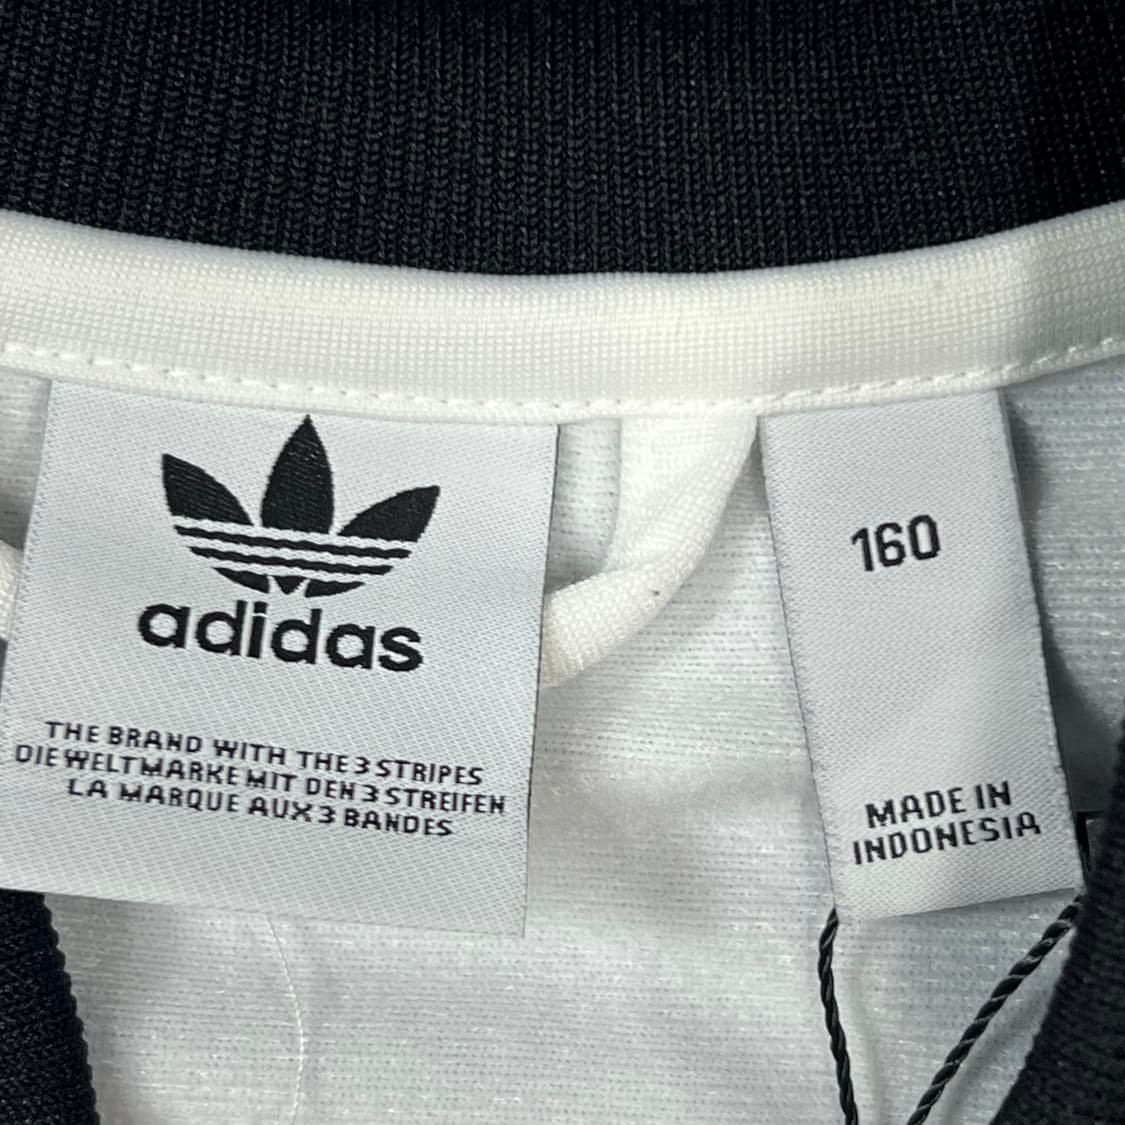 adidas
THE BRAND WITH THE 3 STRIPES
DIE WELTMARKE MIT DEN 3 STREIFEN
LA MARQUE AUX 3 BANDES
160
MADE IN
INDONESIA